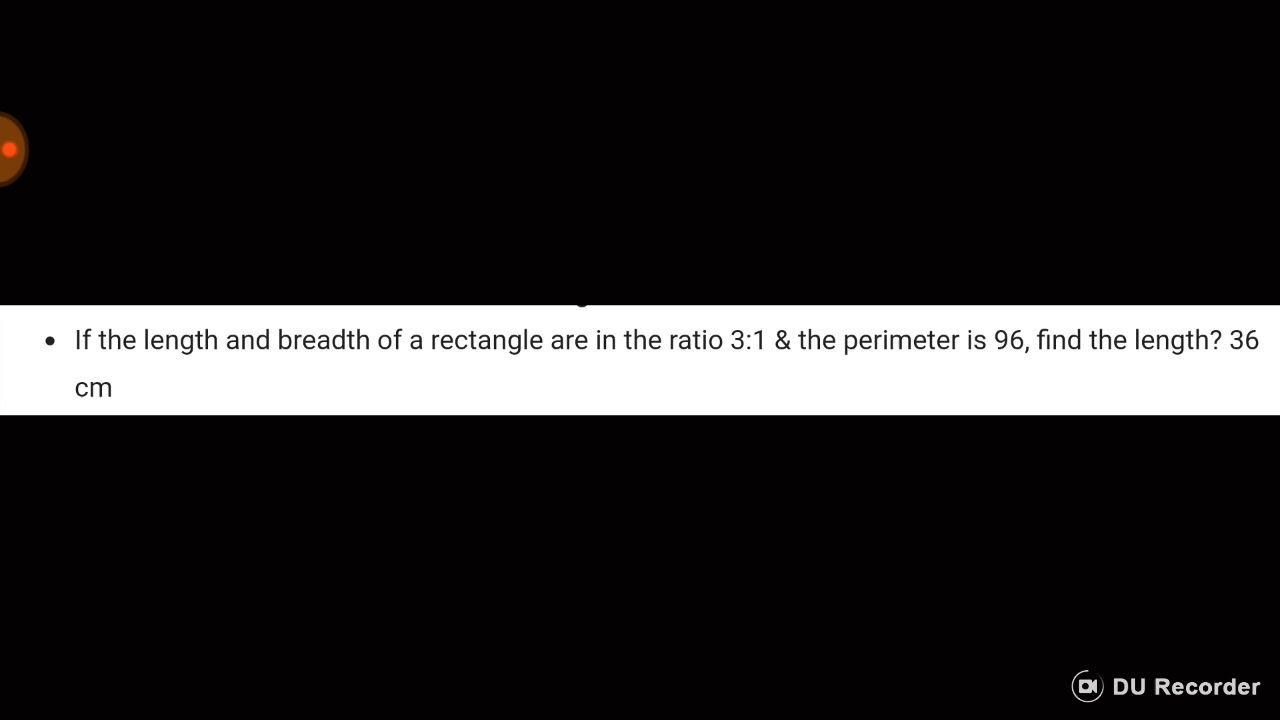 • If the length and breadth of a rectangle are in the ratio 3:1 & the perimeter is 96, find the length? 36
cm
DU Recorder